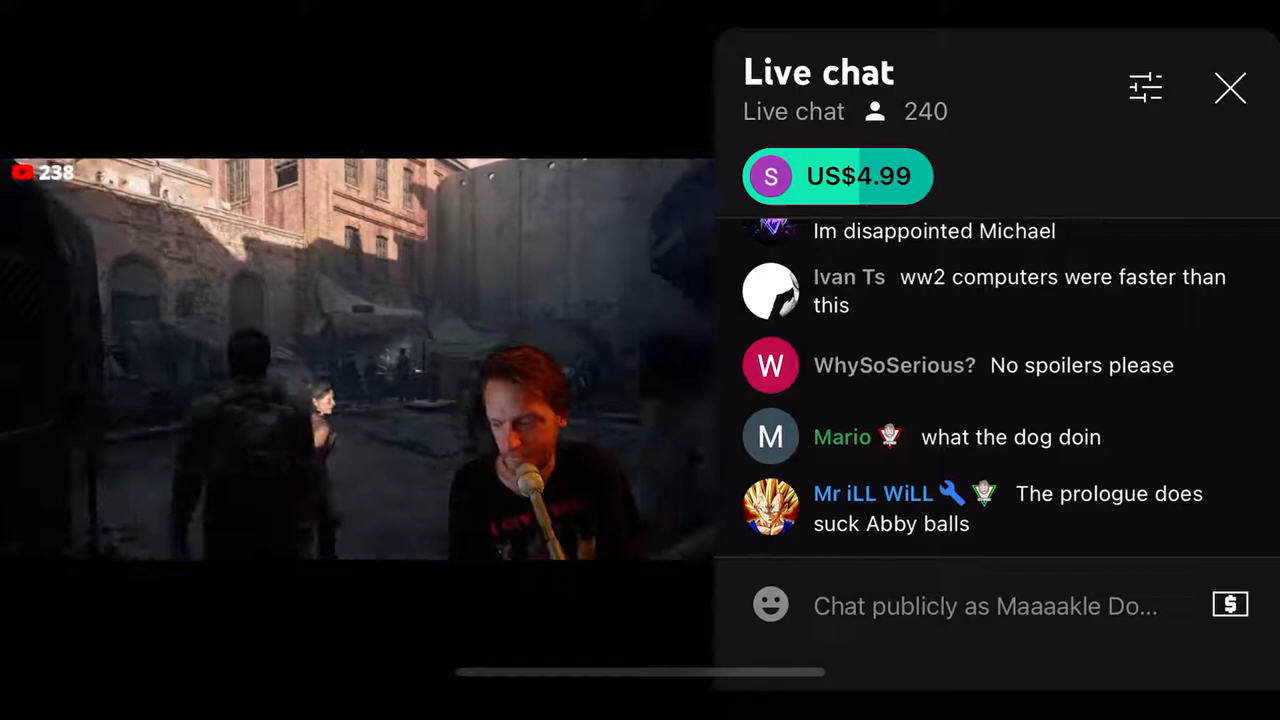 Live chat
Live chat 240
238
S US$4.99
Im disappointed Michael
Ivan Ts ww2 computers were faster than
this
W WhySoSerious? No spoilers please
M Mario what the dog doin
Mr iLL WiLL The prologue does
suck Abby balls
Chat publicly as Maaaakle Do...
$